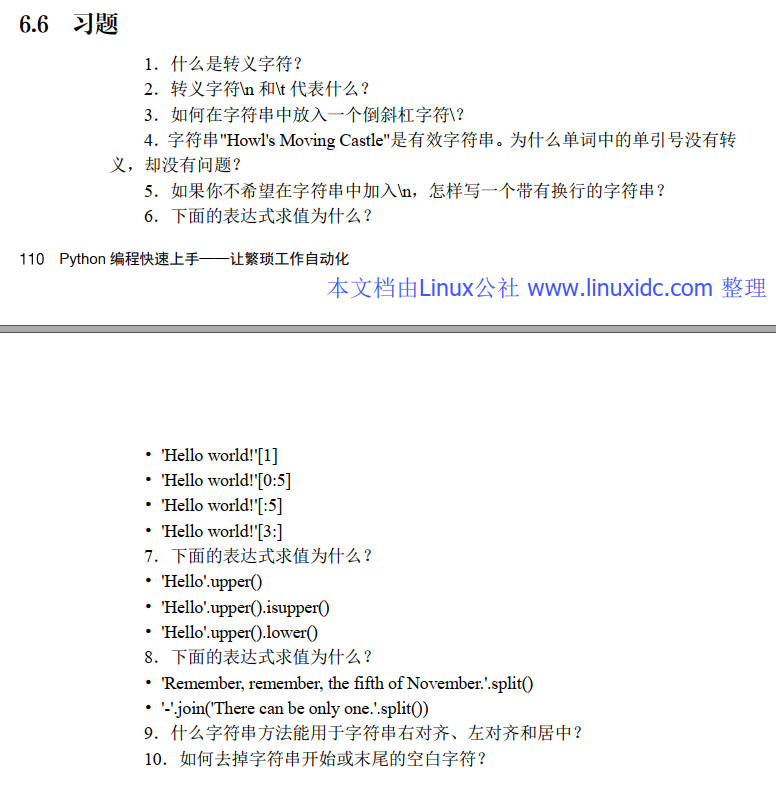 6.6 习题
1．什么是转义字符？
2．转义字符\n 和\t 代表什么？
3．如何在字符串中放入一个倒斜杠字符\？
4．字符串"Howl's Moving Castle"是有效字符串。为什么单词中的单引号没有转
义，却没有问题？
5．如果你不希望在字符串中加入\n，怎样写一个带有换行的字符串？
6．下面的表达式求值为什么？
110 Python 编程快速上手——让繁琐工作自动化
本文档由Linux公社 www.linuxidc.com 整理
• 'Hello world!'[1]
• 'Hello world!'[0:5]
• 'Hello world!'[:5]
• 'Hello world!'[3:]
7．下面的表达式求值为什么？
• 'Hello'.upper()
• 'Hello'.upper().isupper()
• 'Hello'.upper().lower()
8．下面的表达式求值为什么？
• 'Remember, remember, the fifth of November.'.split()
• '-'.join('There can be only one.'.split())
9．什么字符串方法能用于字符串右对齐、左对齐和居中？
10．如何去掉字符串开始或末尾的空白字符？